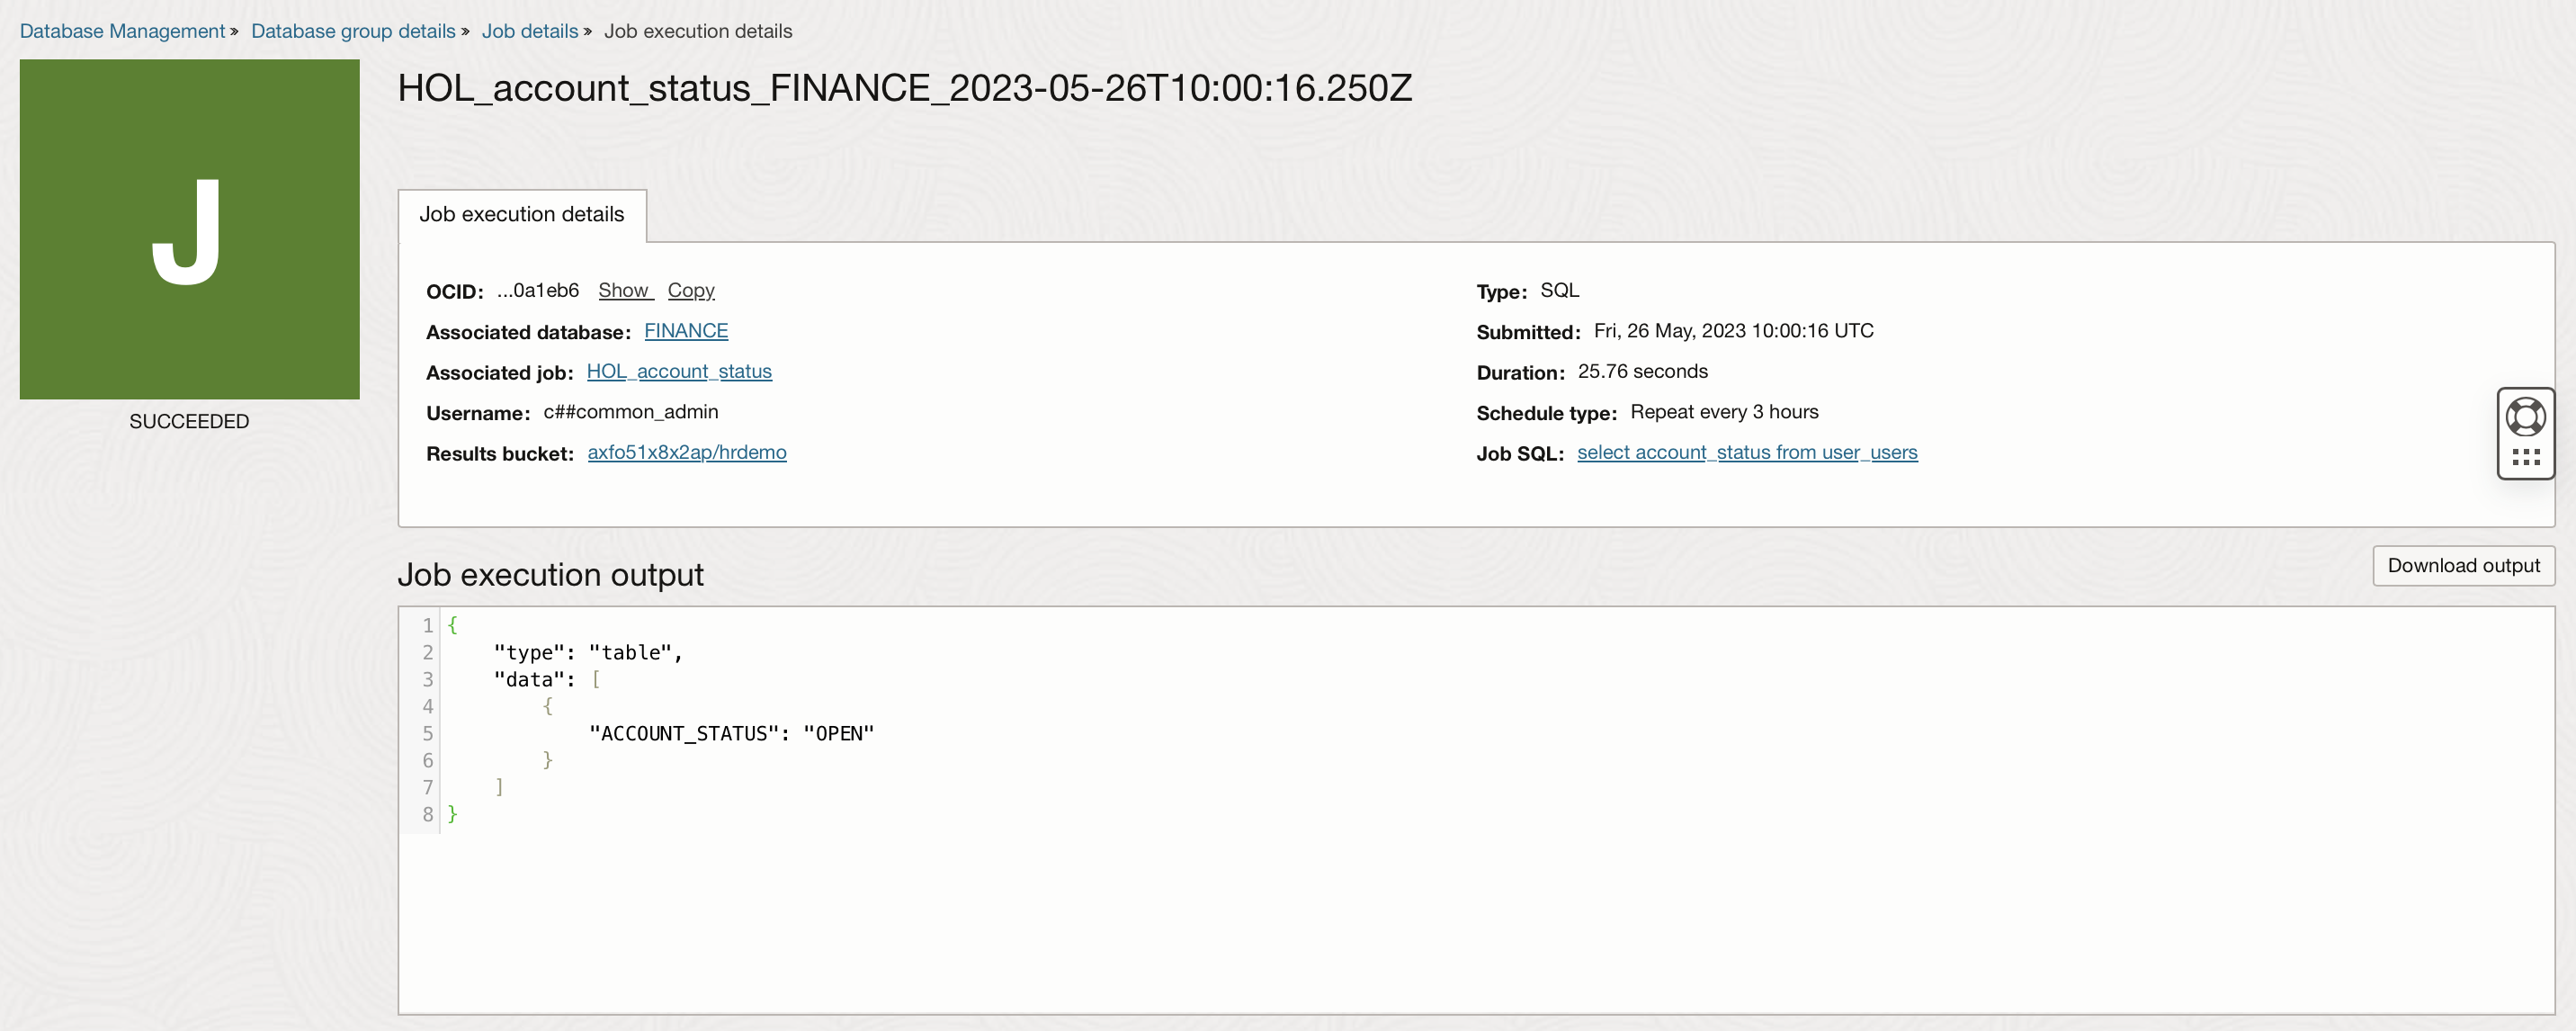 Database Management » Database group details » Job details » Job execution details
J
SUCCEEDED
HOL_account_status_FINANCE_2023-05-26T10:00:16.250Z
Job execution details
OCID: ...0a1eb6 Show Copy
Associated database: FINANCE
Associated job: HOL_account_status
Username: c##common_admin
Results bucket: axfo51x8x2ap/hrdemo
Type: SQL
Submitted: Fri, 26 May, 2023 10:00:16 UTC
Duration: 25.76 seconds
Schedule type: Repeat every 3 hours
Job SQL: select account_status from user_users
Job execution output
Download output
1 {
2     "type": "table",
3     "data": [
4         {
5             "ACCOUNT_STATUS": "OPEN"
6         }
7     ]
8 }